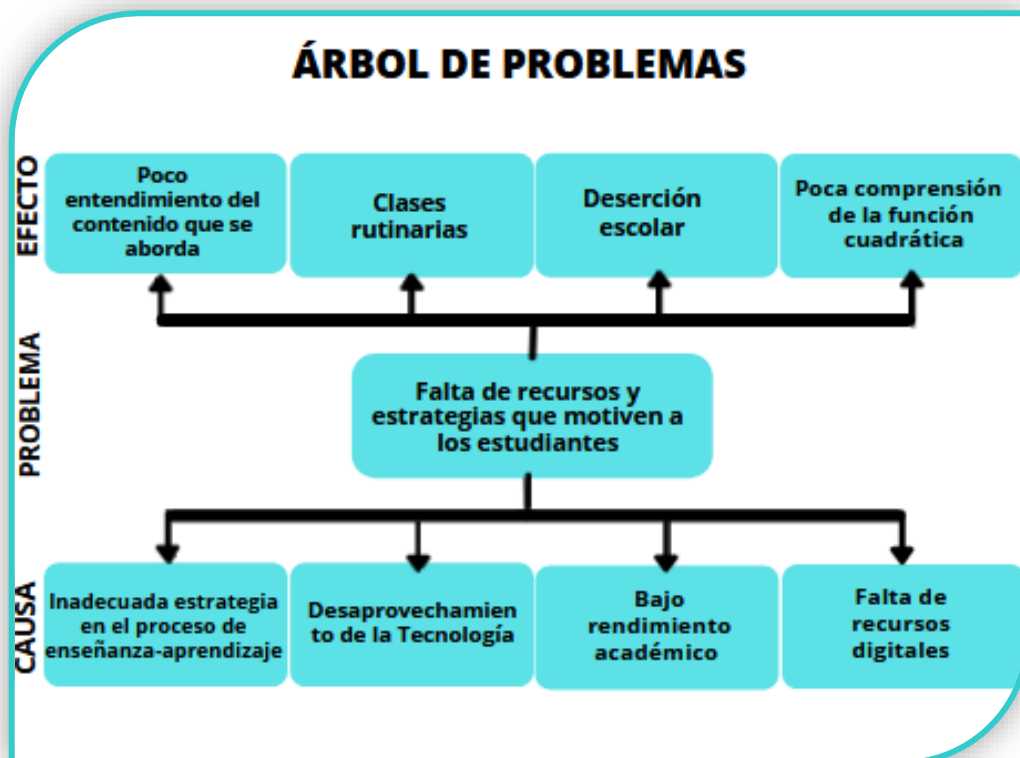 ÁRBOL DE PROBLEMAS
EFECTO
Poco
entendimiento del
contenido que se
aborda
Clases
rutinarias
Deserción
escolar
Poca comprensión
de la función
cuadrática
PROBLEMA
Falta de recursos y
estrategias que motiven a
los estudiantes
CAUSA
Inadecuada estrategia
en el proceso de
enseñanza-aprendizaje
Desaprovechamien
to de la Tecnología
Bajo
rendimiento
académico
Falta de
recursos
digitales